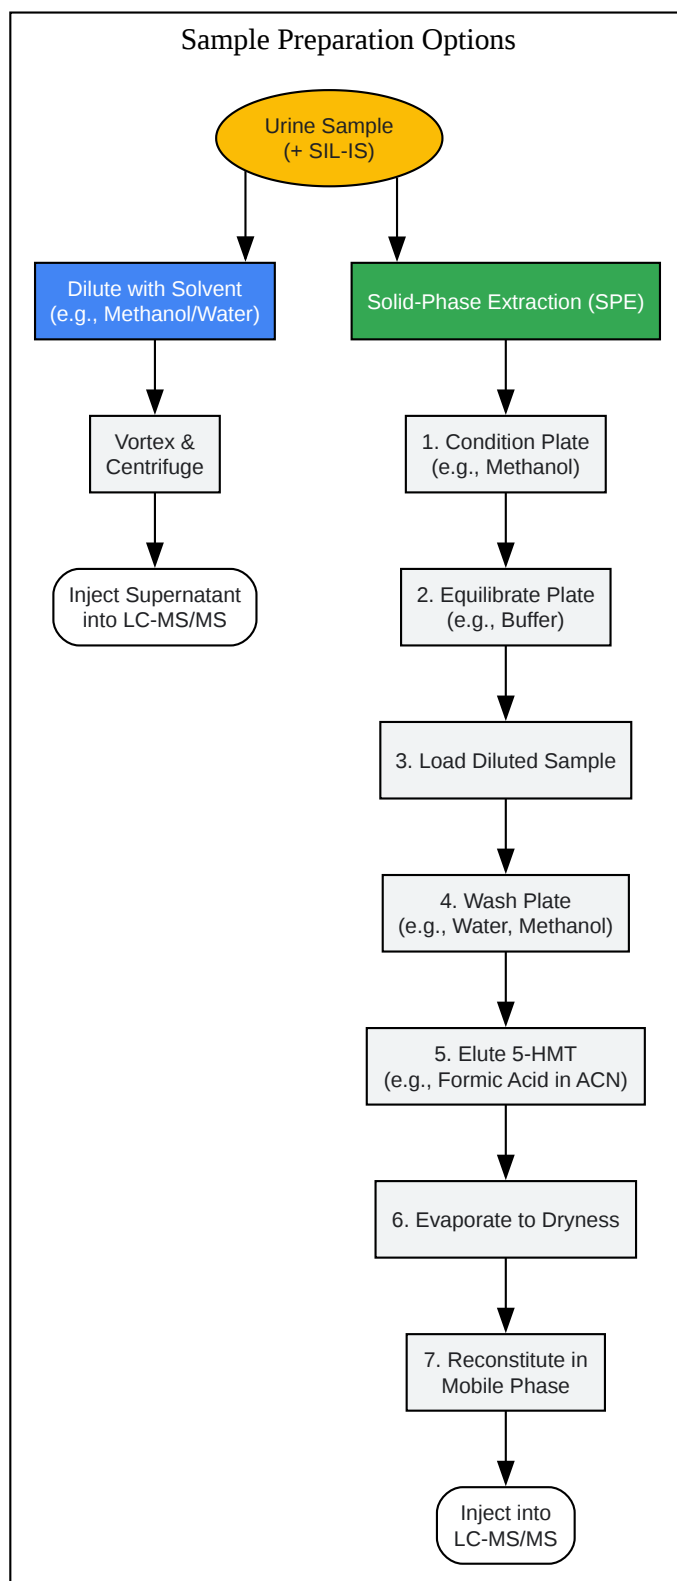 Sample Preparation Options
Urine Sample
(+ SIL-IS)
Dilute with Solvent
(e.g., Methanol/Water)
Vortex &
Centrifuge
Inject Supernatant
into LC-MS/MS
Solid-Phase Extraction (SPE)
1. Condition Plate
(e.g., Methanol)
2. Equilibrate Plate
(e.g., Buffer)
3. Load Diluted Sample
4. Wash Plate
(e.g., Water, Methanol)
5. Elute 5-HMT
(e.g., Formic Acid in ACN)
6. Evaporate to Dryness
7. Reconstitute in
Mobile Phase
Inject into
LC-MS/MS